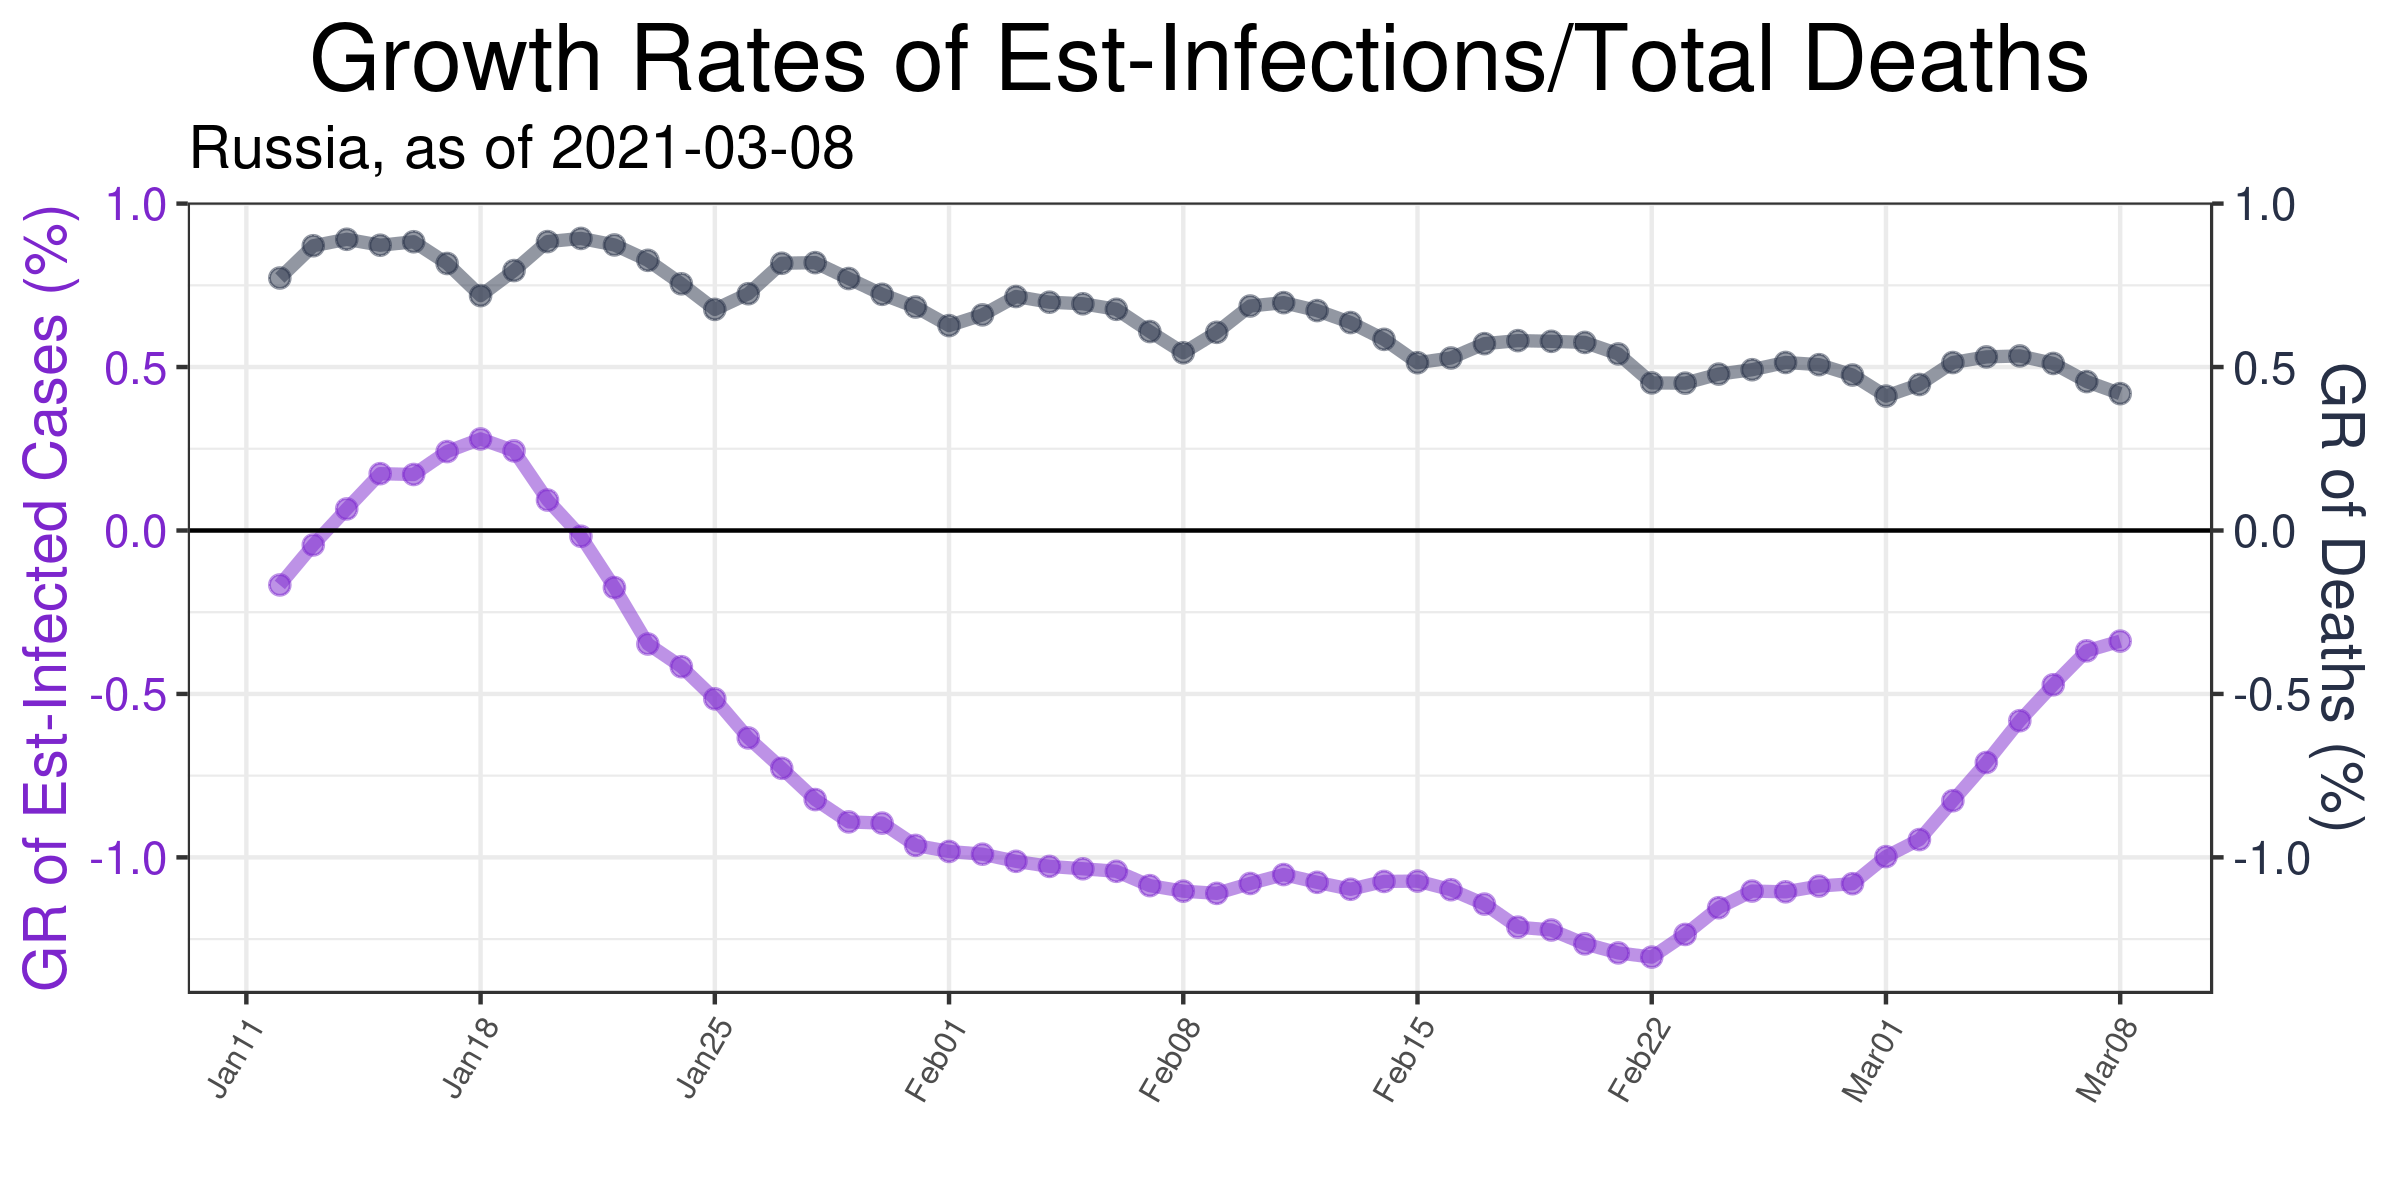 Growth Rates of Est-Infections/Total Deaths
Russia, as of 2021-03-08
GR of Est-Infected Cases (%)
1.0
0.5
0.0
-0.5
-1.0
1.0
0.5
0.0
-0.5
-1.0
GR of Deaths (%)
Jan11
Jan18
Jan25
Feb01
Feb08
Feb15
Feb22
Mar01
Mar08